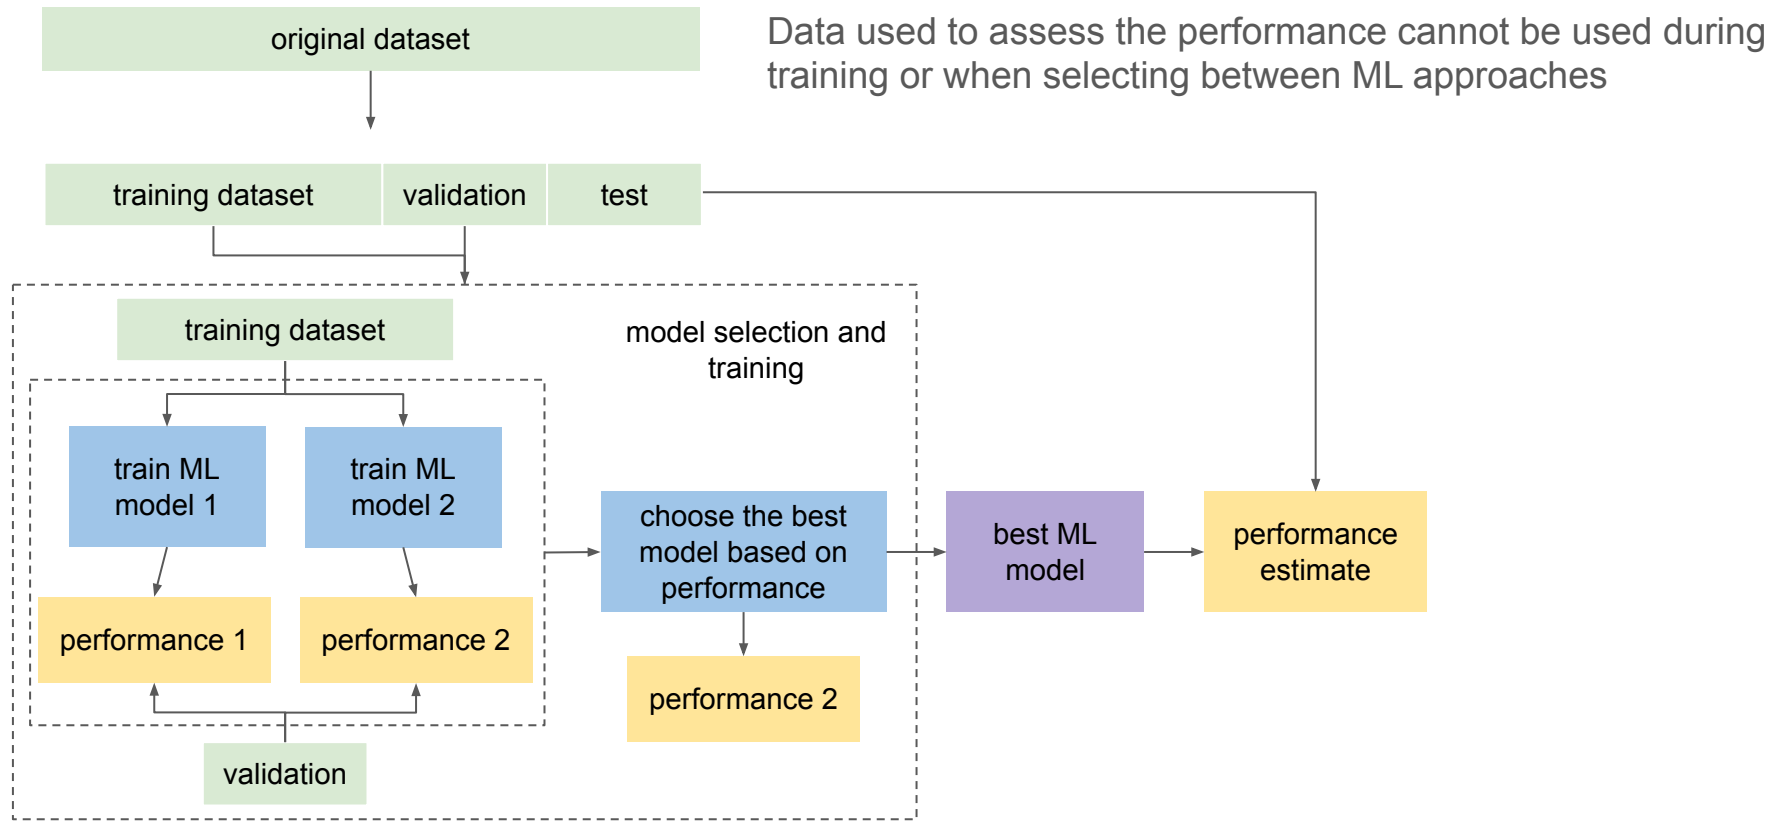 original dataset
Data used to assess the performance cannot be used during
training or when selecting between ML approaches
training dataset
validation
test
training dataset
model selection and
training
train ML
model 1
train ML
model 2
choose the best
model based on
performance
best ML
model
performance
estimate
performance 1
performance 2
performance 2
validation